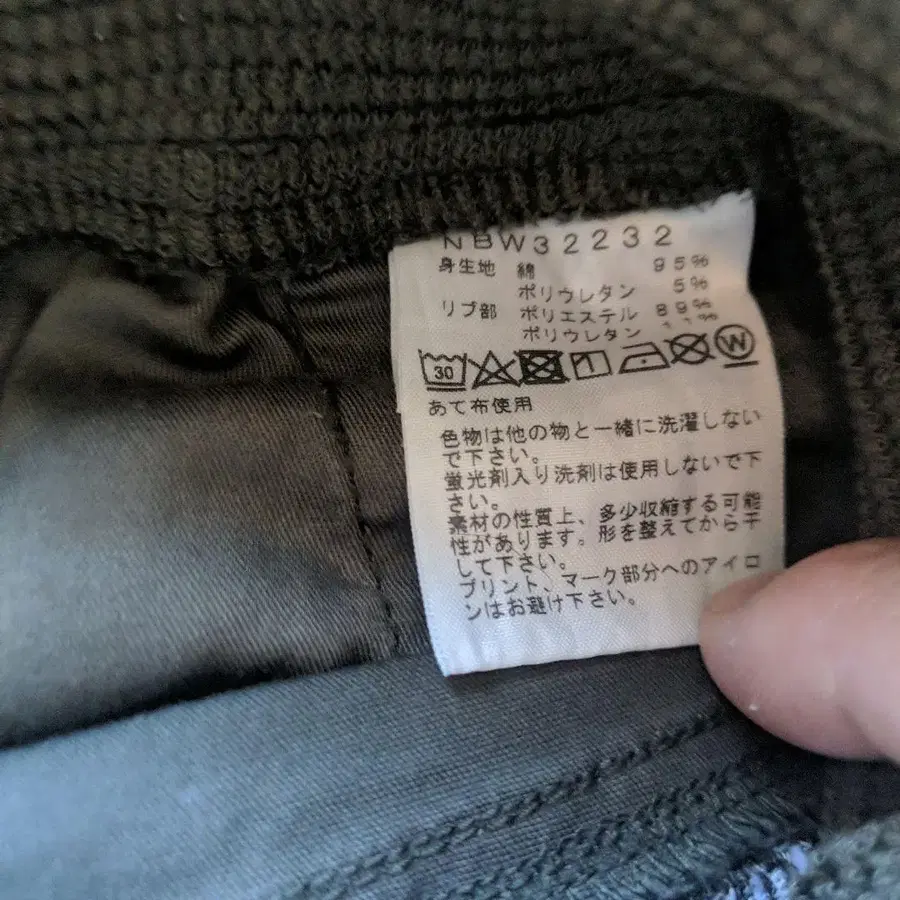 NBW32232
身生地 綿 95%
ポリウレタン 5%
リブ部 ポリエステル 89%
ポリウレタン 11%
30 W
あて布使用
色物は他の物と一緒に洗濯しない
で下さい。
蛍光剤入り洗剤は使用しないで下
さい。
素材の性質上、多少収縮する可能
性があります。形を整えてから干
して下さい。
プリント、マーク部分へのアイロ
ンはお避け下さい。